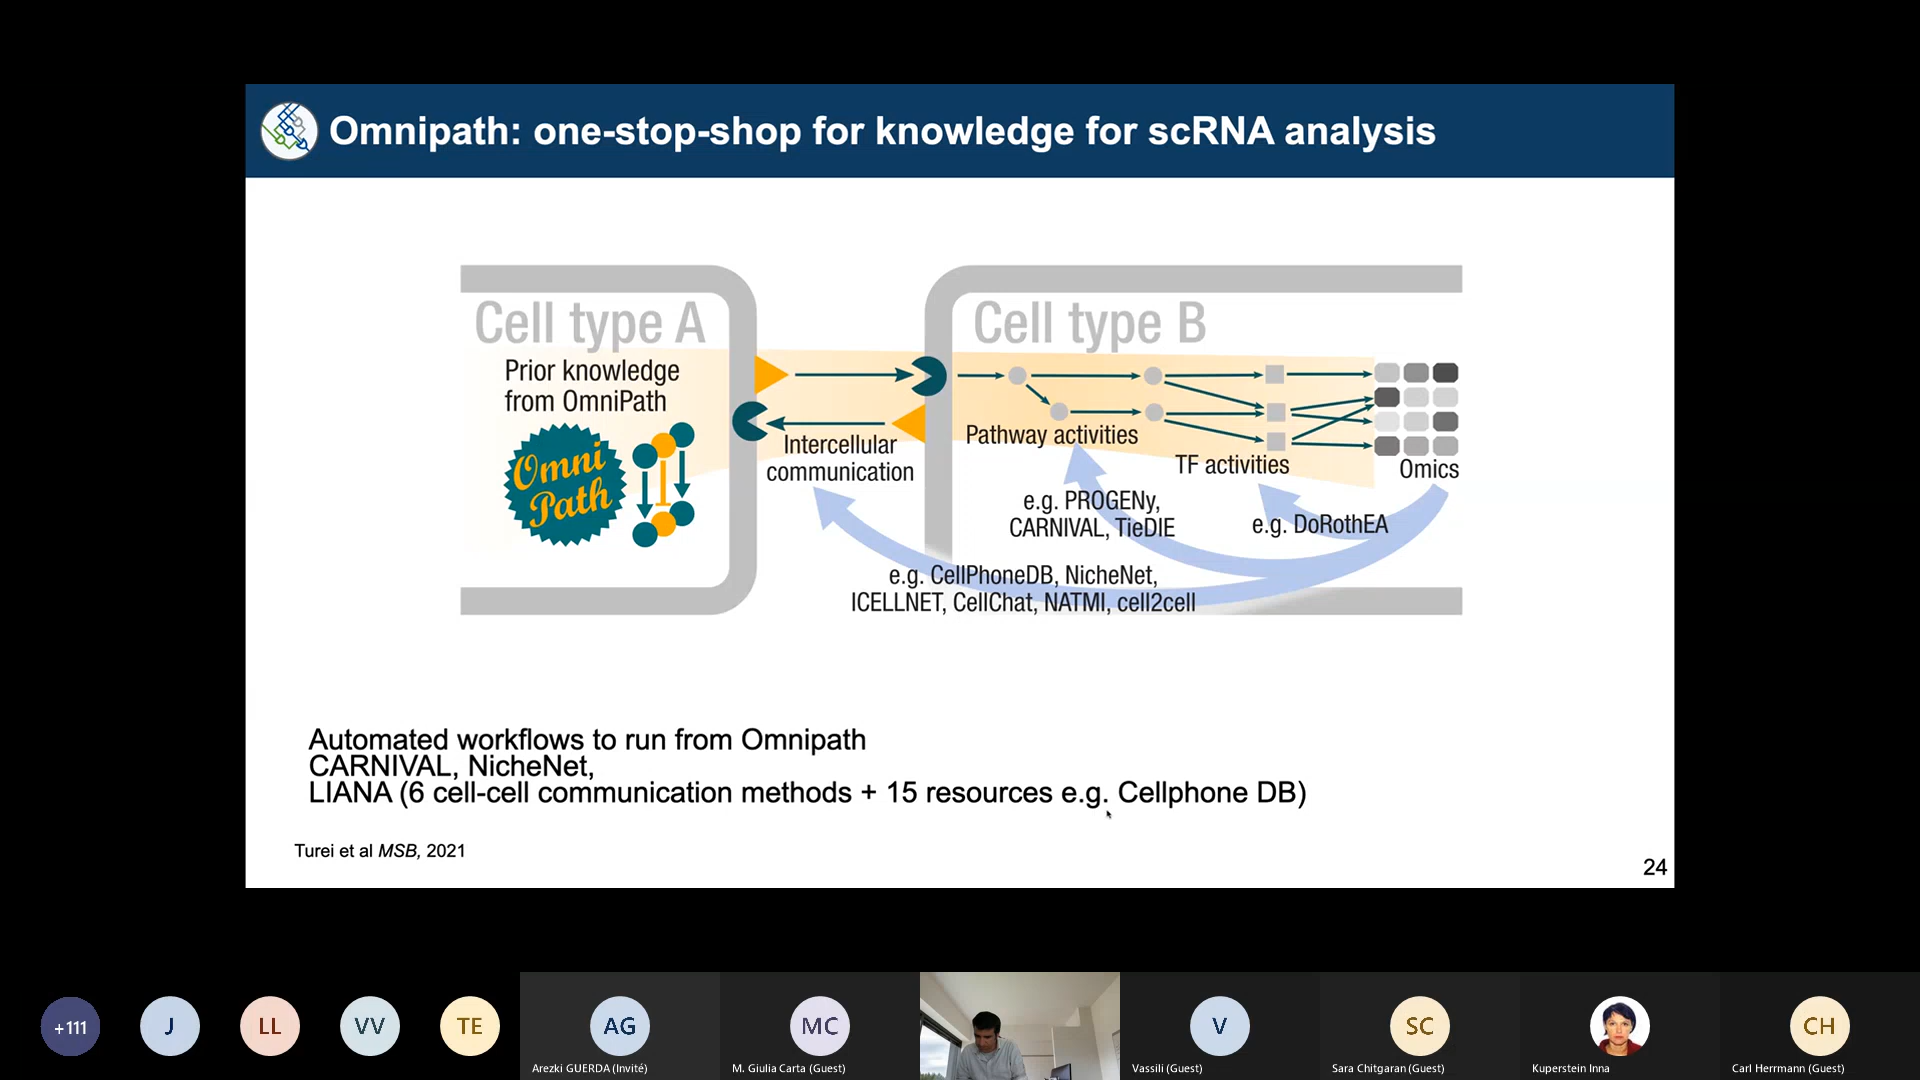 Omnipath: one-stop-shop for knowledge for scRNA analysis
Cell type A
Cell type B
Prior knowledge
from OmniPath
Omni
Path
Intercellular
communication
Pathway activities
TF activities
Omics
e.g. PROGENy,
CARNIVAL, TieDIE
e.g. DoRothEA
e.g. CellPhoneDB, NicheNet,
ICELLNET, CellChat, NATMI, cell2cell
Automated workflows to run from Omnipath
CARNIVAL, NicheNet,
LIANA (6 cell-cell communication methods + 15 resources e.g. Cellphone DB)
Turei et al MSB, 2021
24
+111
J
LL
VV
TE
AG
MC
V
SC
CH
Arezki GUERDA (Invité)
M. Giulia Carta (Guest)
Vassili (Guest)
Sara Chitgaran (Guest)
Kuperstein Inna
Carl Herrmann (Guest)